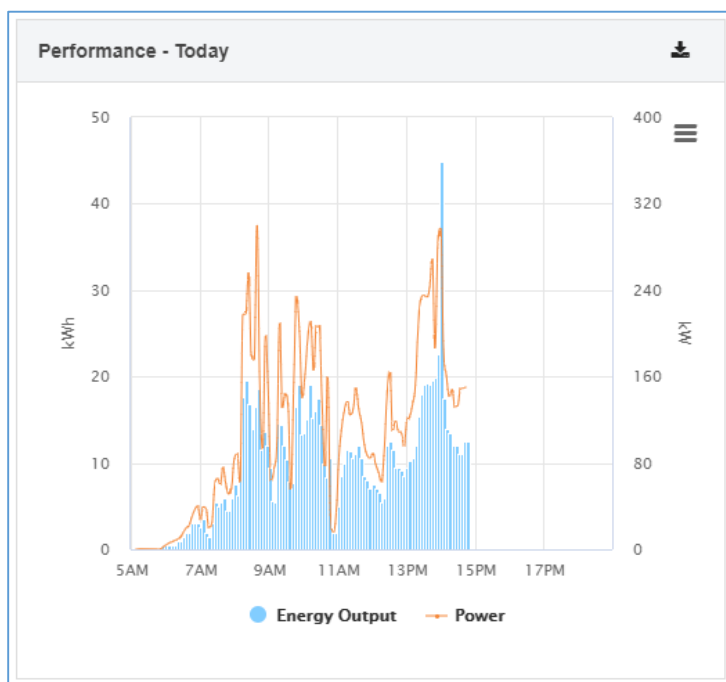 Performance - Today
50 400
40 320
30 240
20 160
10 80
0 0
kWh
kW
5AM 7AM 9AM 11AM 13PM 15PM 17PM
Energy Output Power